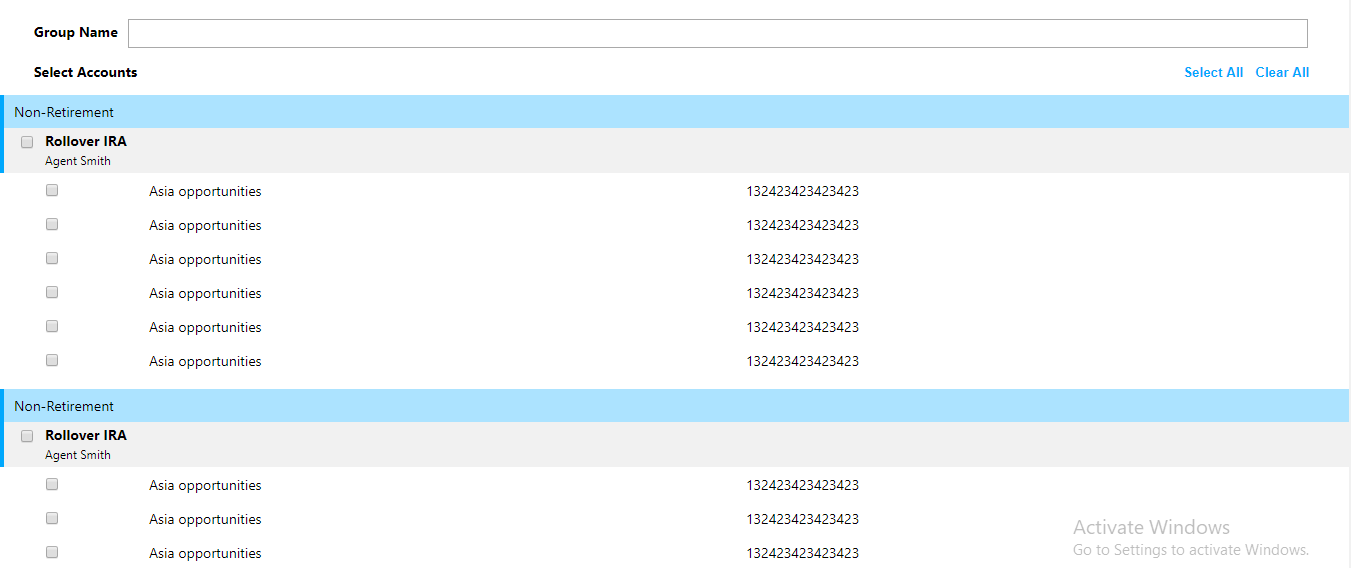 Group Name
Select Accounts Select All Clear All
Non-Retirement
Rollover IRA
Agent Smith
Asia opportunities 132423423423423
Asia opportunities 132423423423423
Asia opportunities 132423423423423
Asia opportunities 132423423423423
Asia opportunities 132423423423423
Asia opportunities 132423423423423
Non-Retirement
Rollover IRA
Agent Smith
Asia opportunities 132423423423423
Asia opportunities 132423423423423
Asia opportunities 132423423423423
Activate Windows
Go to Settings to activate Windows.